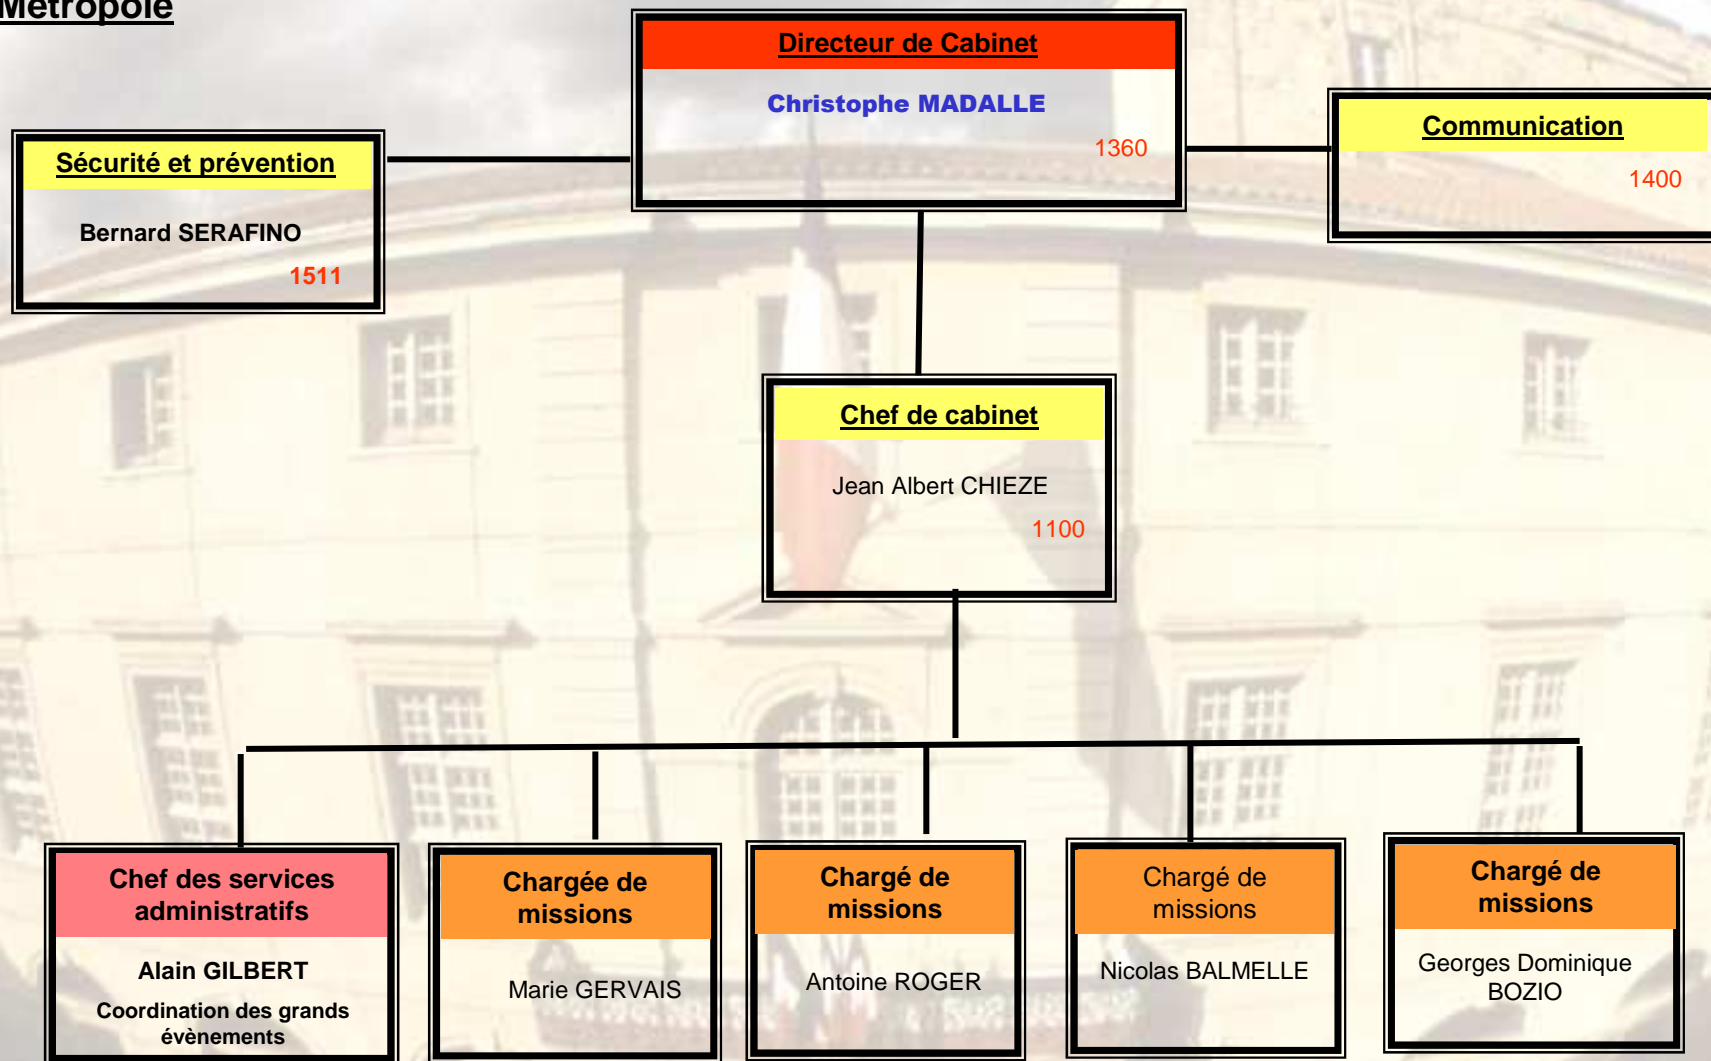 Métropole
Directeur de Cabinet
Christophe MADALLE
1360
Communication
1400
Sécurité et prévention
Bernard SERAFINO
1511
Chef de cabinet
Jean Albert CHIEZE
1100
Chef des services
administratifs
Alain GILBERT
Coordination des grands
évènements
Chargée de
missions
Marie GERVAIS
Chargé de
missions
Antoine ROGER
Chargé de
missions
Nicolas BALMELLE
Chargé de
missions
Georges Dominique
BOZIO